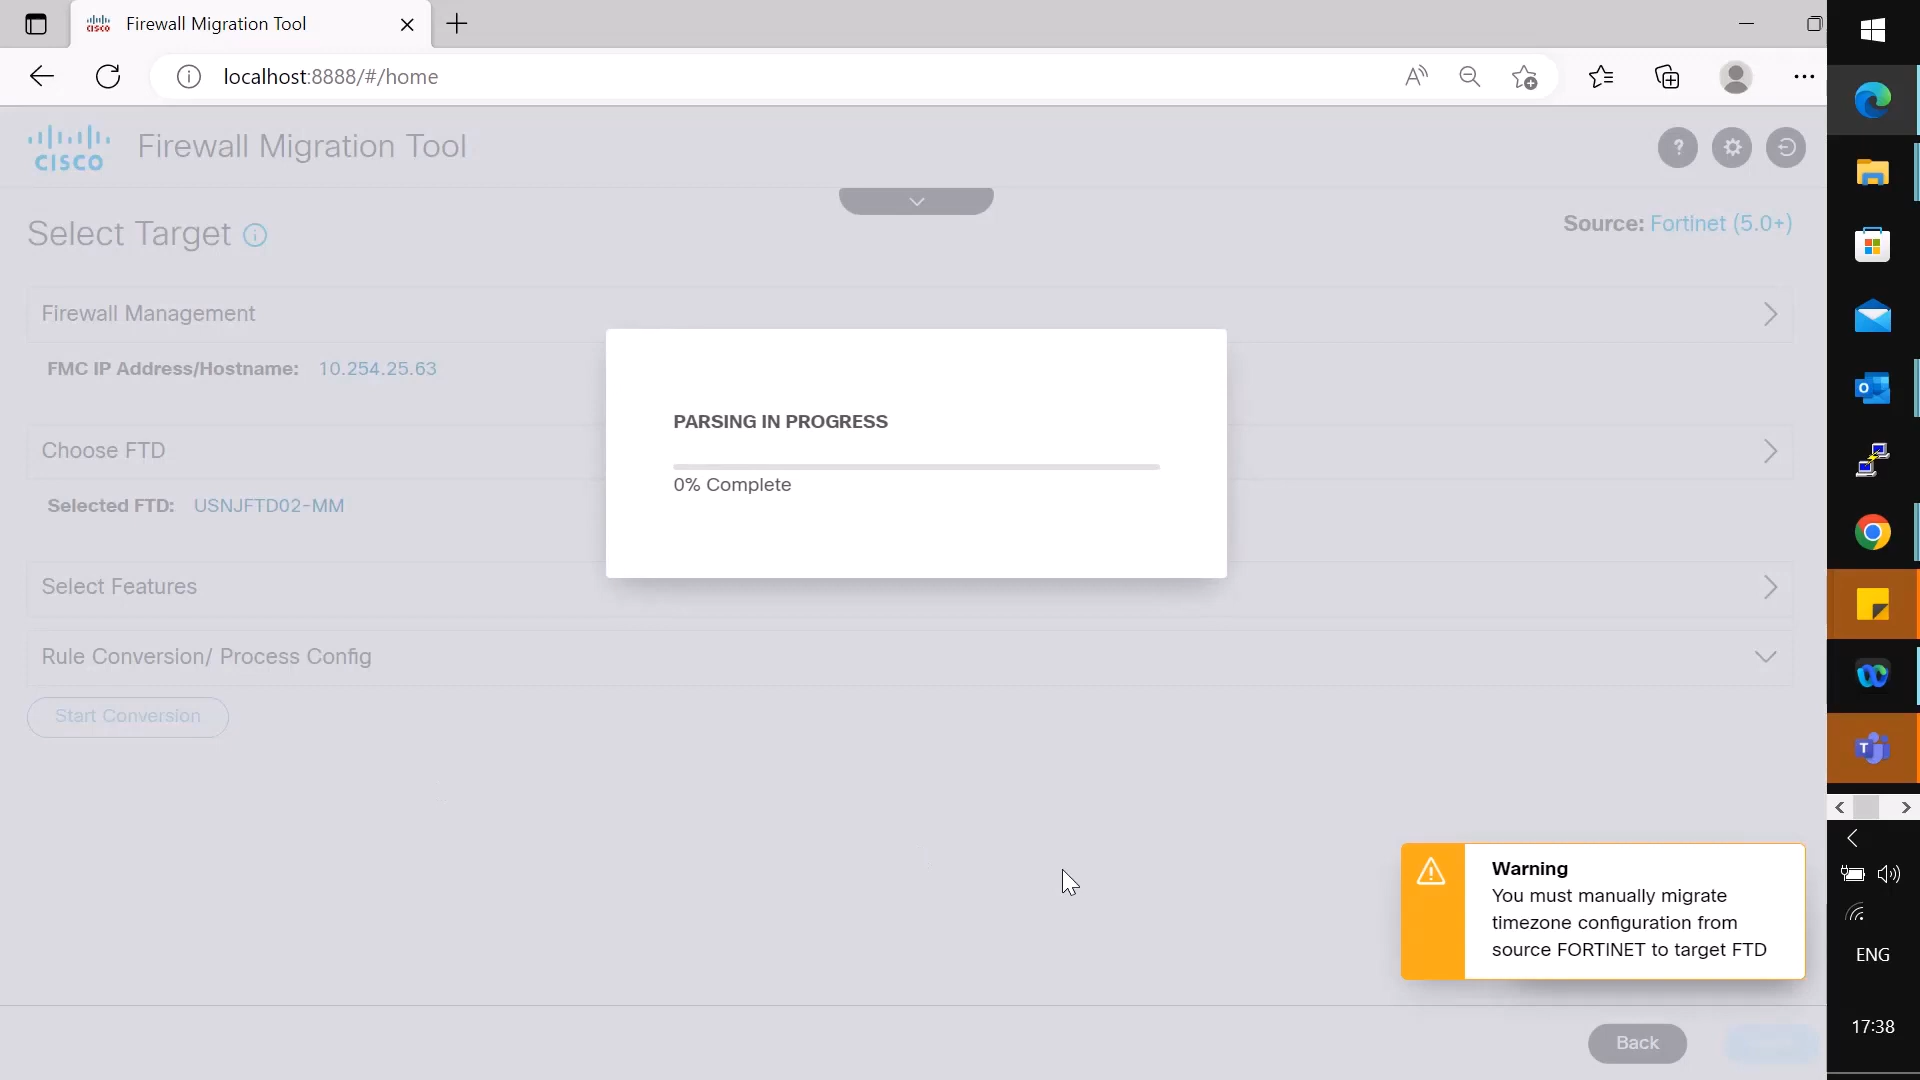 Firewall Migration Tool
localhost:8888/#/home
CISCO Firewall Migration Tool
Select Target
Source: Fortinet (5.0+)
Firewall Management
FMC IP Address/Hostname: 10.254.25.63
PARSING IN PROGRESS
0% Complete
Choose FTD
Selected FTD: USNJFTD02-MM
Select Features
Rule Conversion/ Process Config
Start Conversion
Warning
You must manually migrate
timezone configuration from
source FORTINET to target FTD
Back
ENG
17:38